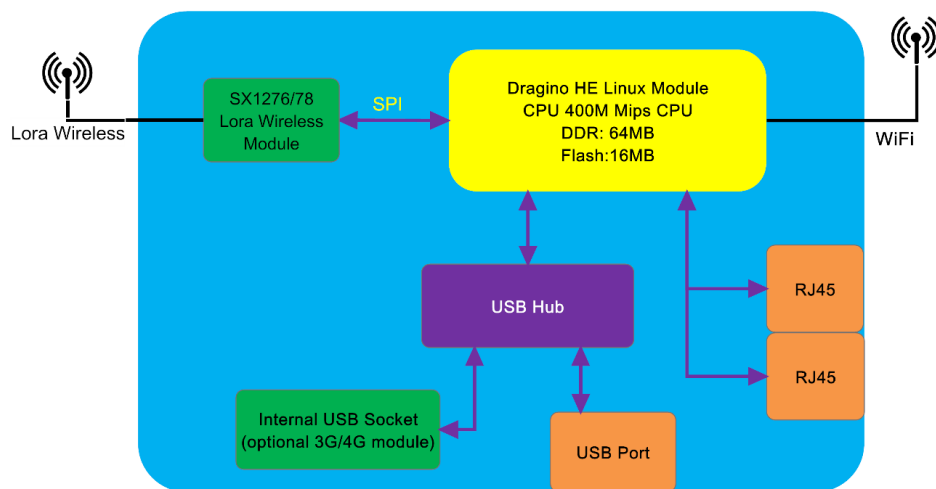 SX1276/78
Lora Wireless
Module
SPI
Dragino HE Linux Module
CPU 400M Mips CPU
DDR: 64MB
Flash:16MB
Lora Wireless
WiFi
USB Hub
RJ45
RJ45
Internal USB Socket
(optional 3G/4G module)
USB Port